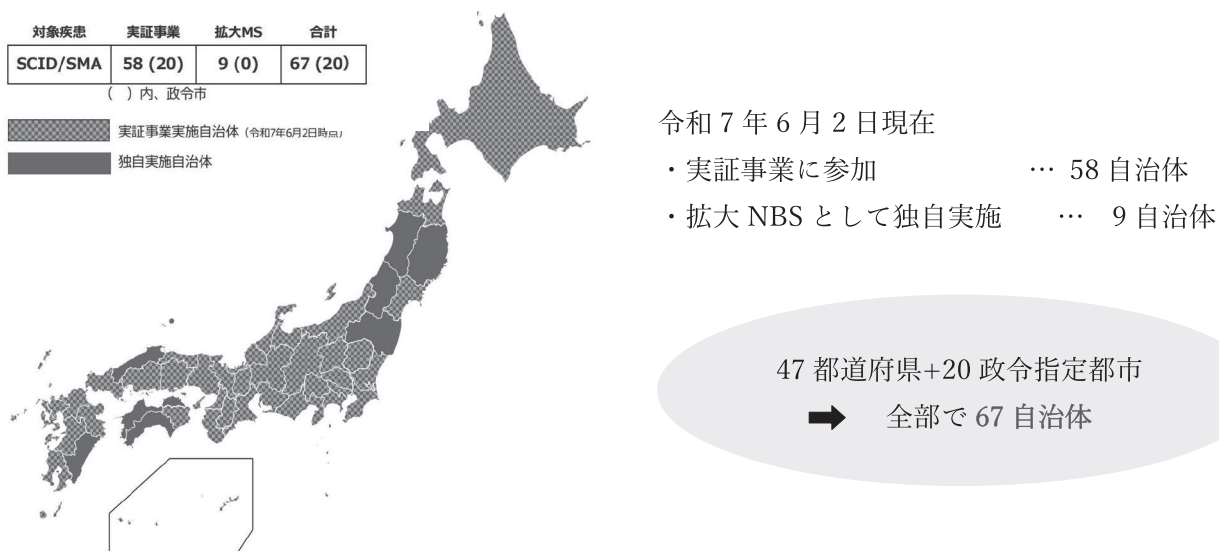 対象疾患 実証事業 拡大MS 合計
SCID/SMA 58 (20) 9 (0) 67 (20)
( )内、政令市
実証事業実施自治体(令和7年6月2日時点)
独自実施自治体
令和 7 年 6 月 2 日現在
・実証事業に参加 … 58 自治体
・拡大 NBS として独自実施 … 9 自治体
47 都道府県+20 政令指定都市
➡ 全部で 67 自治体